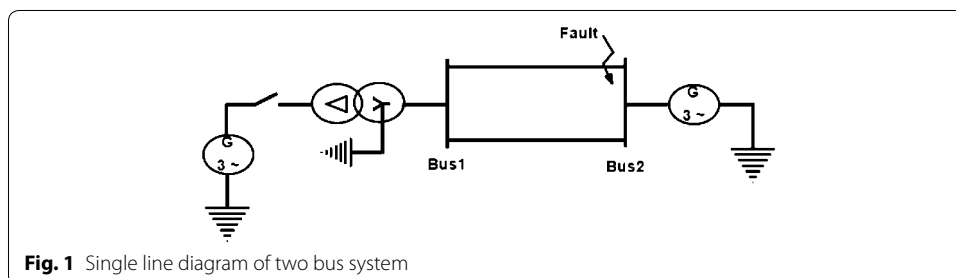 Fault
G
3 ~
Δ
Y
G
3 ~
Bus1
Bus2
Fig. 1 Single line diagram of two bus system